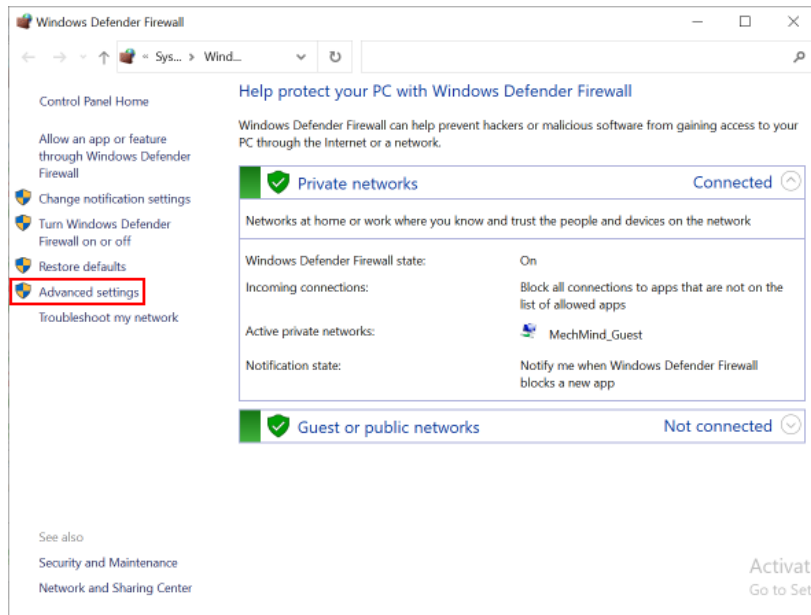 Windows Defender Firewall
« Sys... > Wind...
Control Panel Home
Allow an app or feature
through Windows Defender
Firewall
Change notification settings
Turn Windows Defender
Firewall on or off
Restore defaults
Advanced settings
Troubleshoot my network
Help protect your PC with Windows Defender Firewall
Windows Defender Firewall can help prevent hackers or malicious software from gaining access to your
PC through the Internet or a network.
Private networks Connected
Networks at home or work where you know and trust the people and devices on the network
Windows Defender Firewall state: On
Incoming connections: Block all connections to apps that are not on the
list of allowed apps
Active private networks: MechMind_Guest
Notification state: Notify me when Windows Defender Firewall
blocks a new app
Guest or public networks Not connected
See also
Security and Maintenance
Network and Sharing Center
Activat
Go to Set